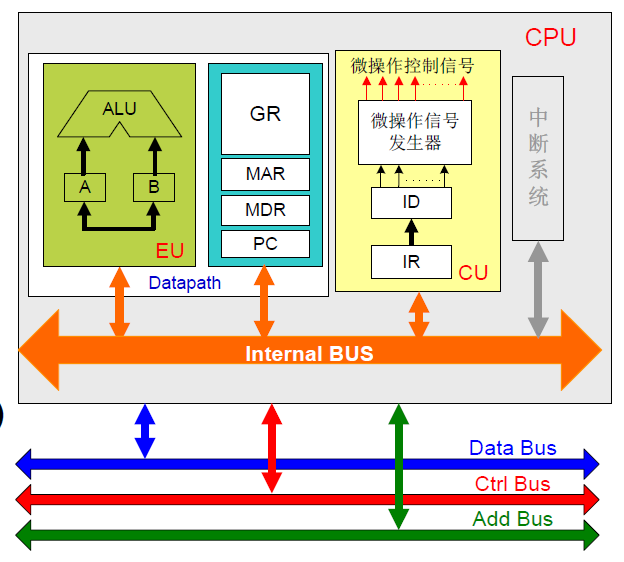 CPU
ALU
A
B
EU
GR
MAR
MDR
PC
Datapath
微操作控制信号
微操作信号
发生器
ID
IR
CU
中断系统
Internal BUS
Data Bus
Ctrl Bus
Add Bus
)